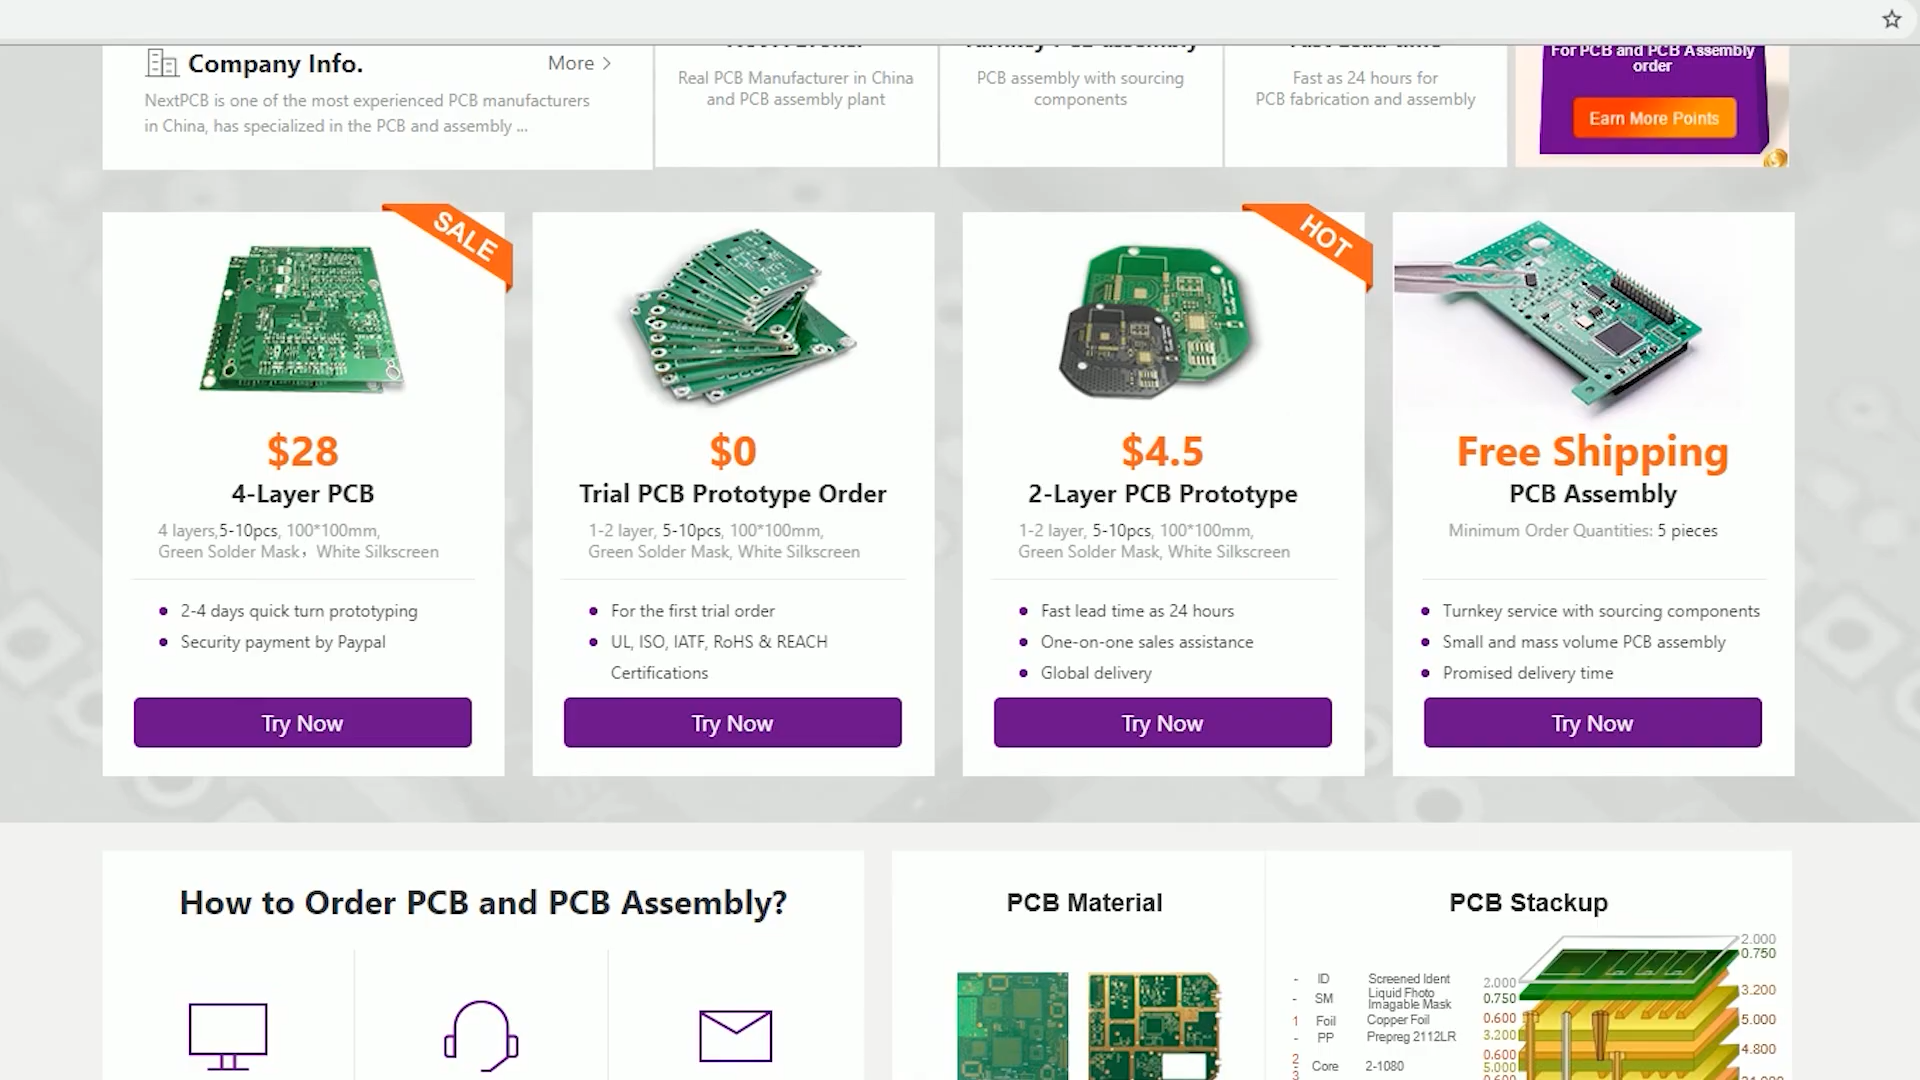 Company Info.
More >
NextPCB is one of the most experienced PCB manufacturers
in China, has specialized in the PCB and assembly ...
Real PCB Manufacturer in China
and PCB assembly plant
Turnkey PCB assembly
PCB assembly with sourcing
components
Fast Lead time
Fast as 24 hours for
PCB fabrication and assembly
For PCB and PCB Assembly
order
Earn More Points
SALE
$28
4-Layer PCB
4 layers,5-10pcs, 100*100mm,
Green Solder Mask，White Silkscreen
2-4 days quick turn prototyping
Security payment by Paypal
Try Now
$0
Trial PCB Prototype Order
1-2 layer, 5-10pcs, 100*100mm,
Green Solder Mask, White Silkscreen
For the first trial order
UL, ISO, IATF, RoHS & REACH
Certifications
Try Now
HOT
$4.5
2-Layer PCB Prototype
1-2 layer, 5-10pcs, 100*100mm,
Green Solder Mask, White Silkscreen
Fast lead time as 24 hours
One-on-one sales assistance
Global delivery
Try Now
Free Shipping
PCB Assembly
Minimum Order Quantities: 5 pieces
Turnkey service with sourcing components
Small and mass volume PCB assembly
Promised delivery time
Try Now
How to Order PCB and PCB Assembly?
PCB Material
PCB Stackup
- ID Screened Ident
- SM Liquid Fhoto
Imagable Mask
1 Foil Copper Foil
- PP Prepreg 2112LR
2
3 Core 2-1080
2.000
0.750
0.600
3.200
0.600
5.000
2.000
0.750
3.200
5.000
4.800